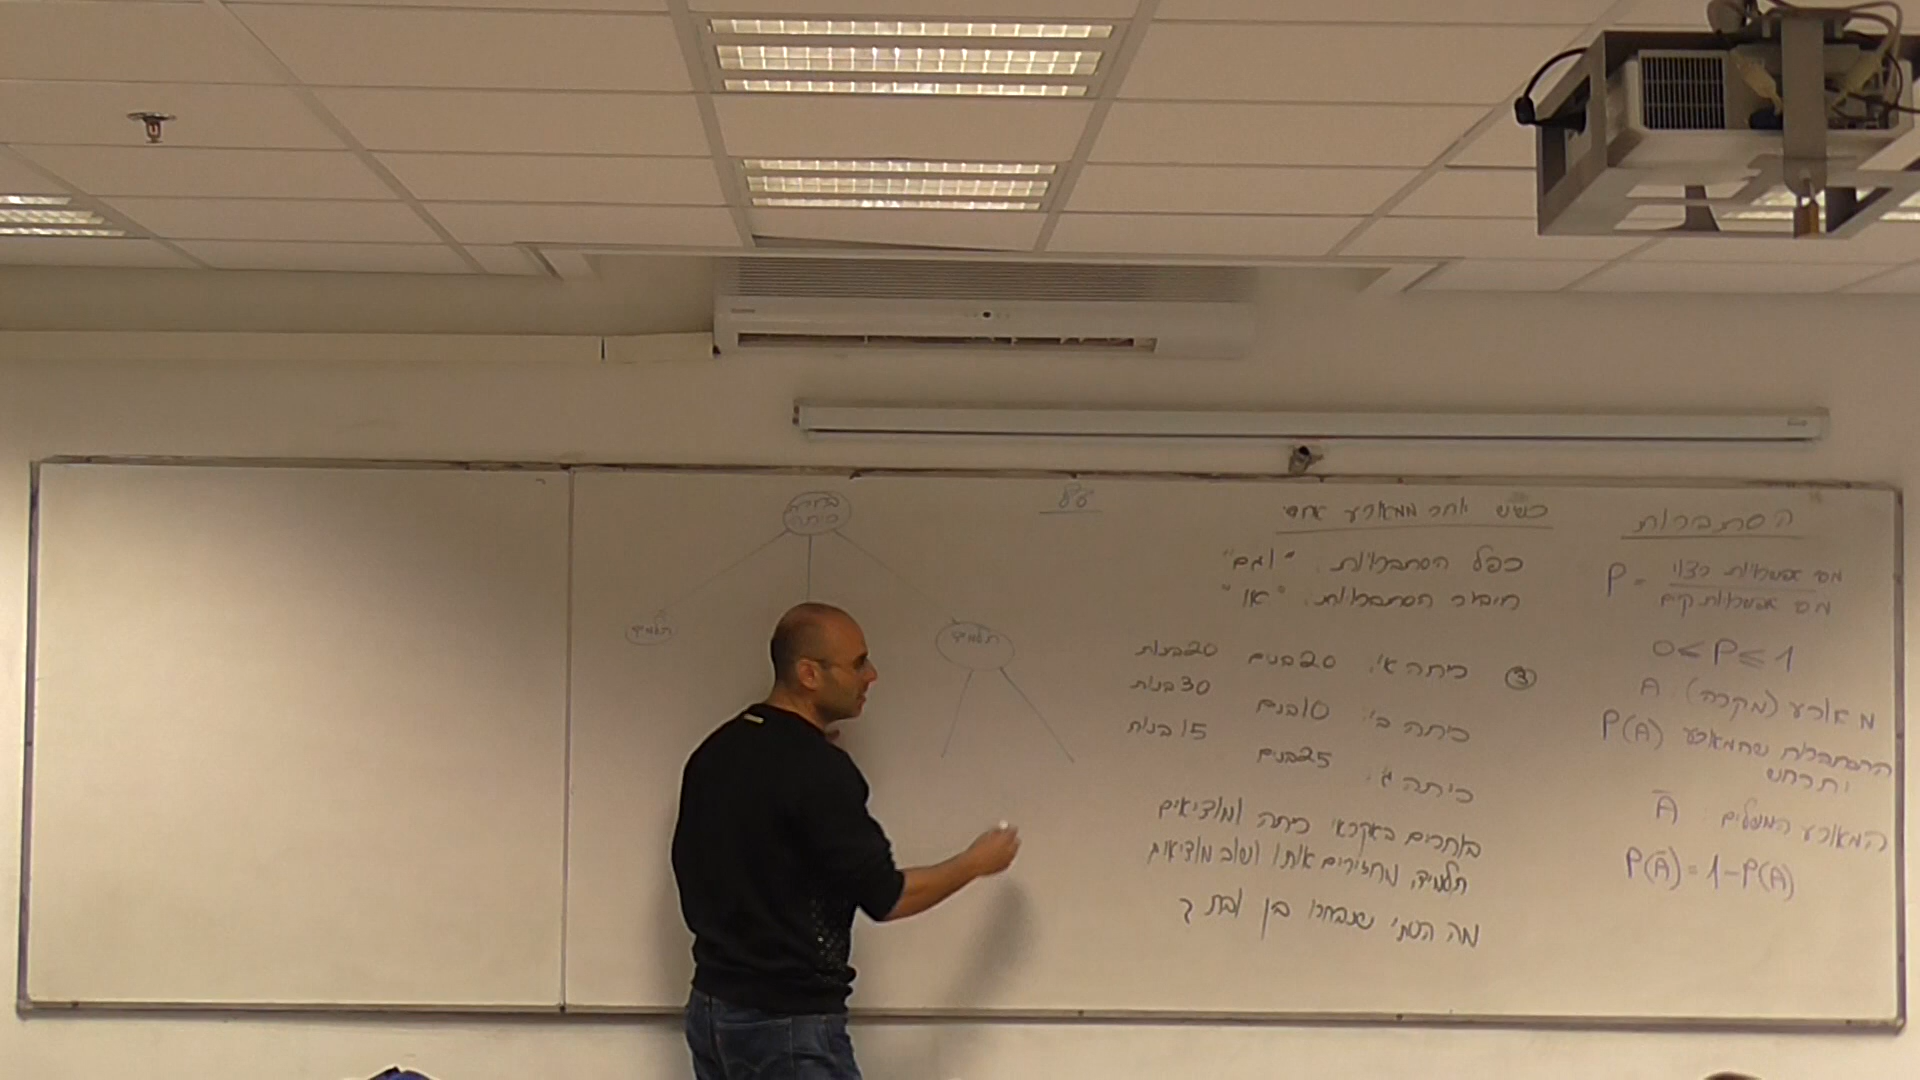 הסתברות
P = מס' אפשרויות רצוי
מס' אפשרויות קיים
0 ≤ P ≤ 1
מאורע (מקרה): A
ההסתברות שהמאורע P(A)
יתרחש
המאורע המשלים: Ā
P(Ā) = 1 - P(A)
כשיש יותר ממאורע אחד
כפל הסתברויות: "וגם"
חיבור הסתברויות: "או"
③ כיתה א': 20 בנים 20 בנות
כיתה ב': 10 בנים 30 בנות
כיתה ג': 25 בנים 15 בנות
בוחרים באקראי כיתה ומוציאים
תלמיד, מחזירים אותו ושוב מוציאים
מה הסת' שנבחרו בן ובת ?
עץ
בחירת
כיתה
תלמיד
תלמיד